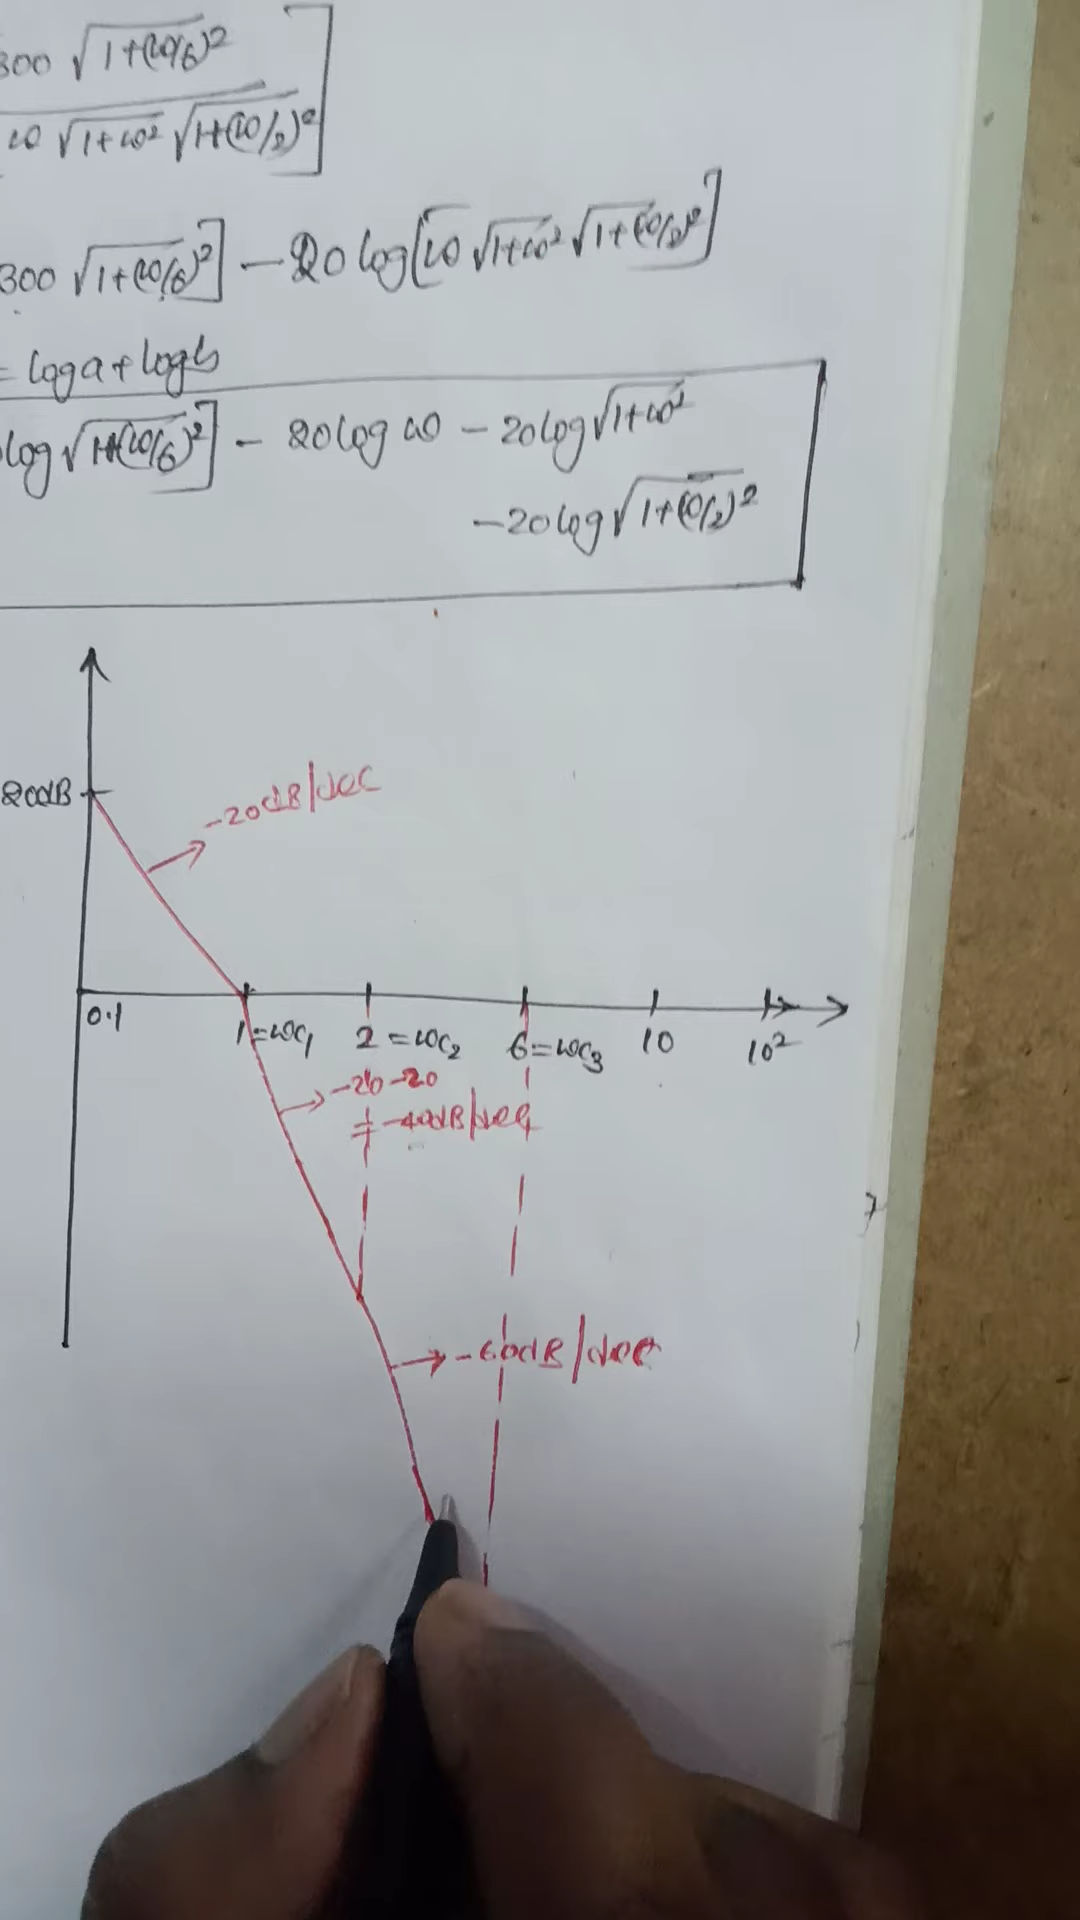 300 √1+(ω/6)²]
ω √1+ω² √1+(ω/2)²
300 √1+(ω/6)²] − 20 log[ω √1+ω² √1+(ω/2)²]
= log a + log b
log √1+(ω/6)²] − 20 log ω − 20 log √1+ω²
−20 log √1+(ω/2)²
20dB
−20dB/dec
0.1
1=ωc₁
2=ωc₂
6=ωc₃
10
10²
−20−20
= −40dB/dec
−60dB/dec